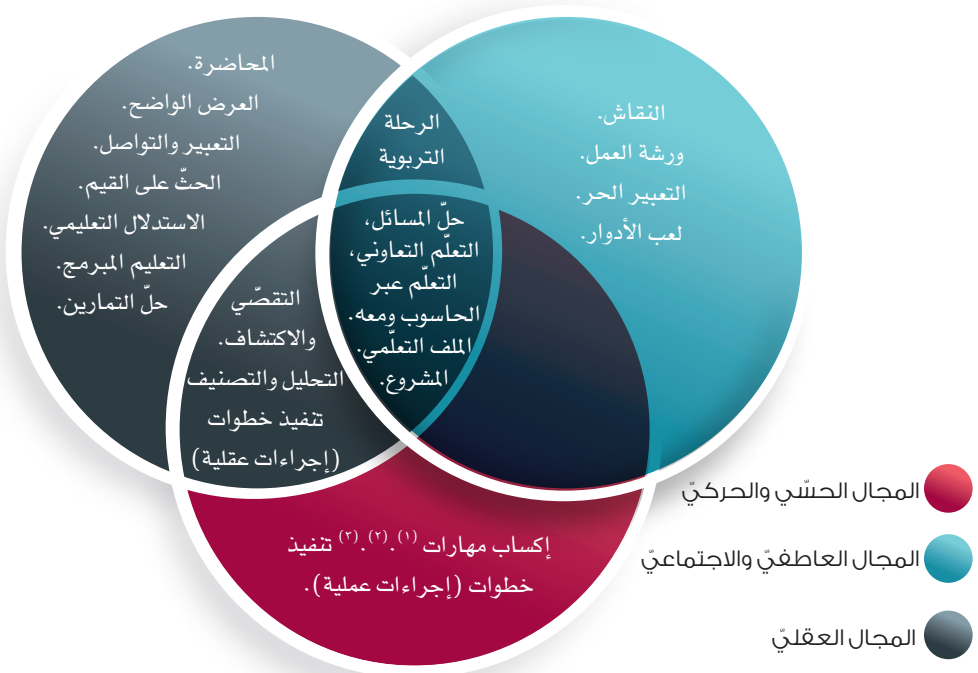 النقاش.
ورشة العمل.
التعبير الحر.
لعب الأدوار.
الرحلة
التربوية
المحاضرة.
العرض الواضح.
التعبير والتواصل.
الحثّ على القيم.
الاستدلال التعليمي.
التعليم المبرمج.
حلّ التمارين.
حلّ المسائل،
التعلّم التعاوني،
التعلّم عبر
الحاسوب ومعه.
الملف التعلّمي.
المشروع.
التقصّي
والاكتشاف.
التحليل والتصنيف
تنفيذ خطوات
(إجراءات عقلية)
إكساب مهارات (١).(٢).(٣) تنفيذ
خطوات (إجراءات عملية).
المجال الحسّي والحركيّ
المجال العاطفيّ والاجتماعيّ
المجال العقليّ